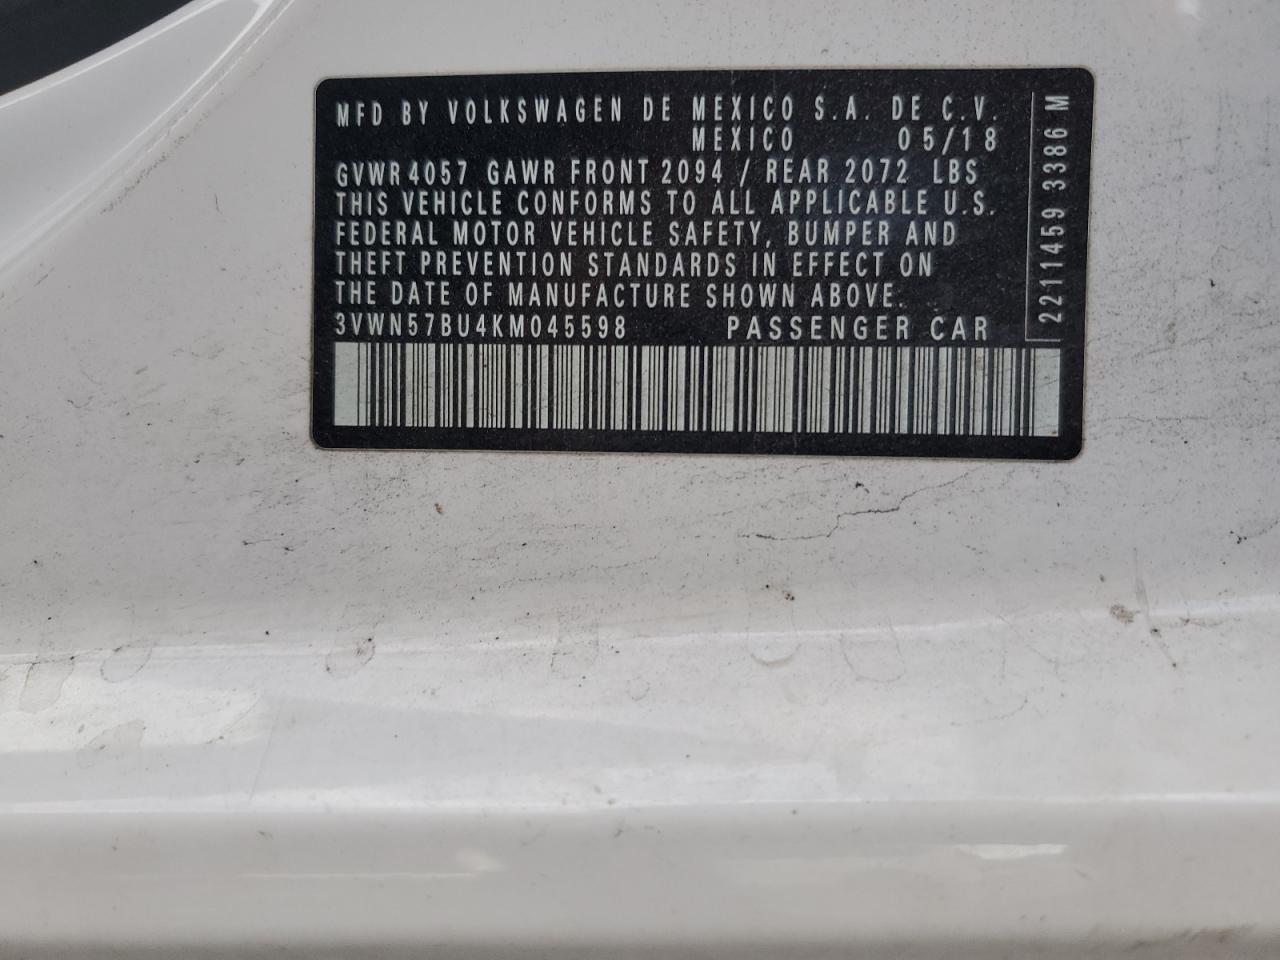 MFD BY VOLKSWAGEN DE MEXICO S.A. DE C.V.
MEXICO 05/18
GVWR 4057 GAWR FRONT 2094 / REAR 2072 LBS
THIS VEHICLE CONFORMS TO ALL APPLICABLE U.S.
FEDERAL MOTOR VEHICLE SAFETY, BUMPER AND
THEFT PREVENTION STANDARDS IN EFFECT ON
THE DATE OF MANUFACTURE SHOWN ABOVE.
3VWN57BU4KM045598 PASSENGER CAR
2211459 3386 M